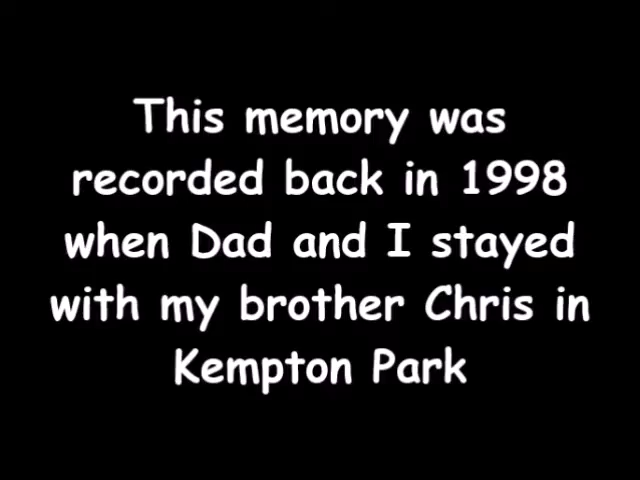 This memory was
recorded back in 1998
when Dad and I stayed
with my brother Chris in
Kempton Park